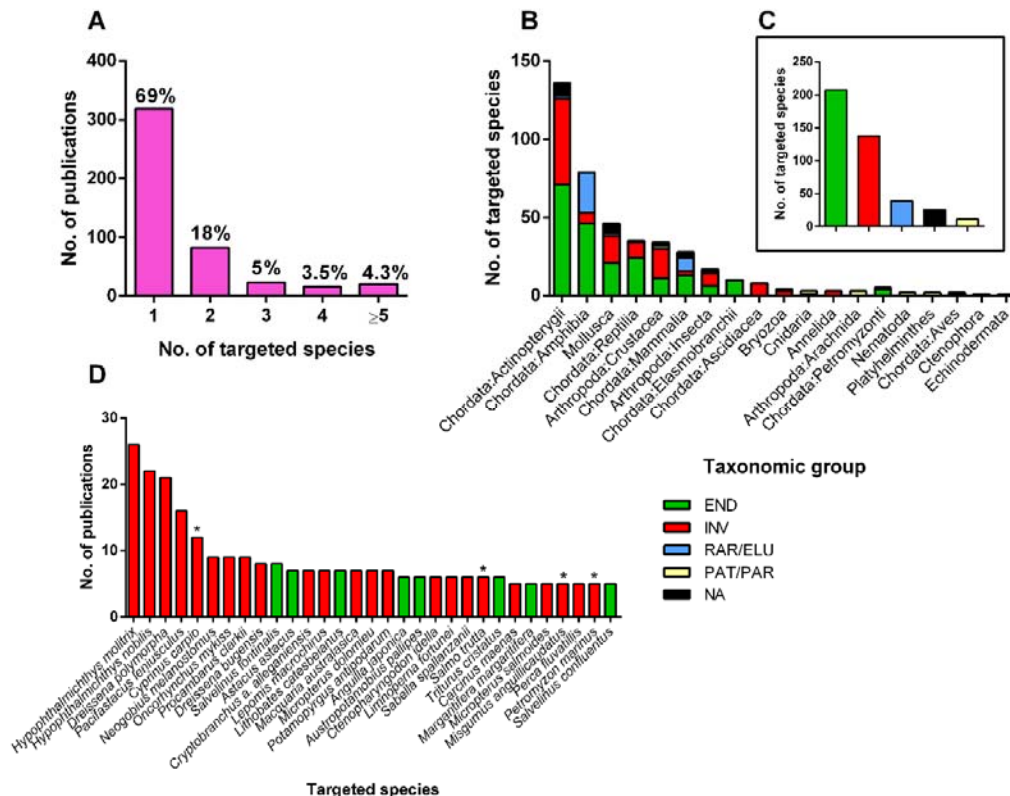 A
No. of publications
400
300
200
100
0
69%
18%
5%
3.5%
4.3%
1
2
3
4
≥5
No. of targeted species
B
No. of targeted species
150
100
50
0
Chordata:Actinopterygii
Chordata:Amphibia
Mollusca
Chordata:Reptilia
Arthropoda:Crustacea
Chordata:Mammalia
Arthropoda:Insecta
Chordata:Elasmobranchii
Chordata:Ascidiacea
Bryozoa
Cnidaria
Annelida
Arthropoda:Arachnida
Chordata:Petromyzonti
Nematoda
Platyhelminthes
Chordata:Aves
Ctenophora
Echinodermata
C
No. of targeted species
250
200
150
100
50
0
D
No. of publications
30
20
10
0
*
*
*
*
Hypophthalmichthys molitrix
Hypophthalmichthys nobilis
Dreissena polymorpha
Pacifastacus leniusculus
Cyprinus carpio
Neogobius melanostomus
Oncorhynchus mykiss
Procambarus clarkii
Dreissena bugensis
Salvelinus fontinalis
Astacus astacus
Cryptobranchus a. alleganiensis
Lepomis macrochirus
Lithobates catesbeianus
Macquaria australasica
Micropterus dolomieu
Potamopyrgus antipodarum
Anguilla japonica
Austropotamobius pallipes
Ctenopharyngodon idella
Limnoperna fortunei
Sabella spallanzanii
Salmo trutta
Triturus cristatus
Carcinus maenas
Margaritifera margaritifera
Micropterus salmoides
Misgurnus anguillicaudatus
Perca fluviatilis
Petromyzon marinus
Salvelinus confluentus
Targeted species
Taxonomic group
END
INV
RAR/ELU
PAT/PAR
NA